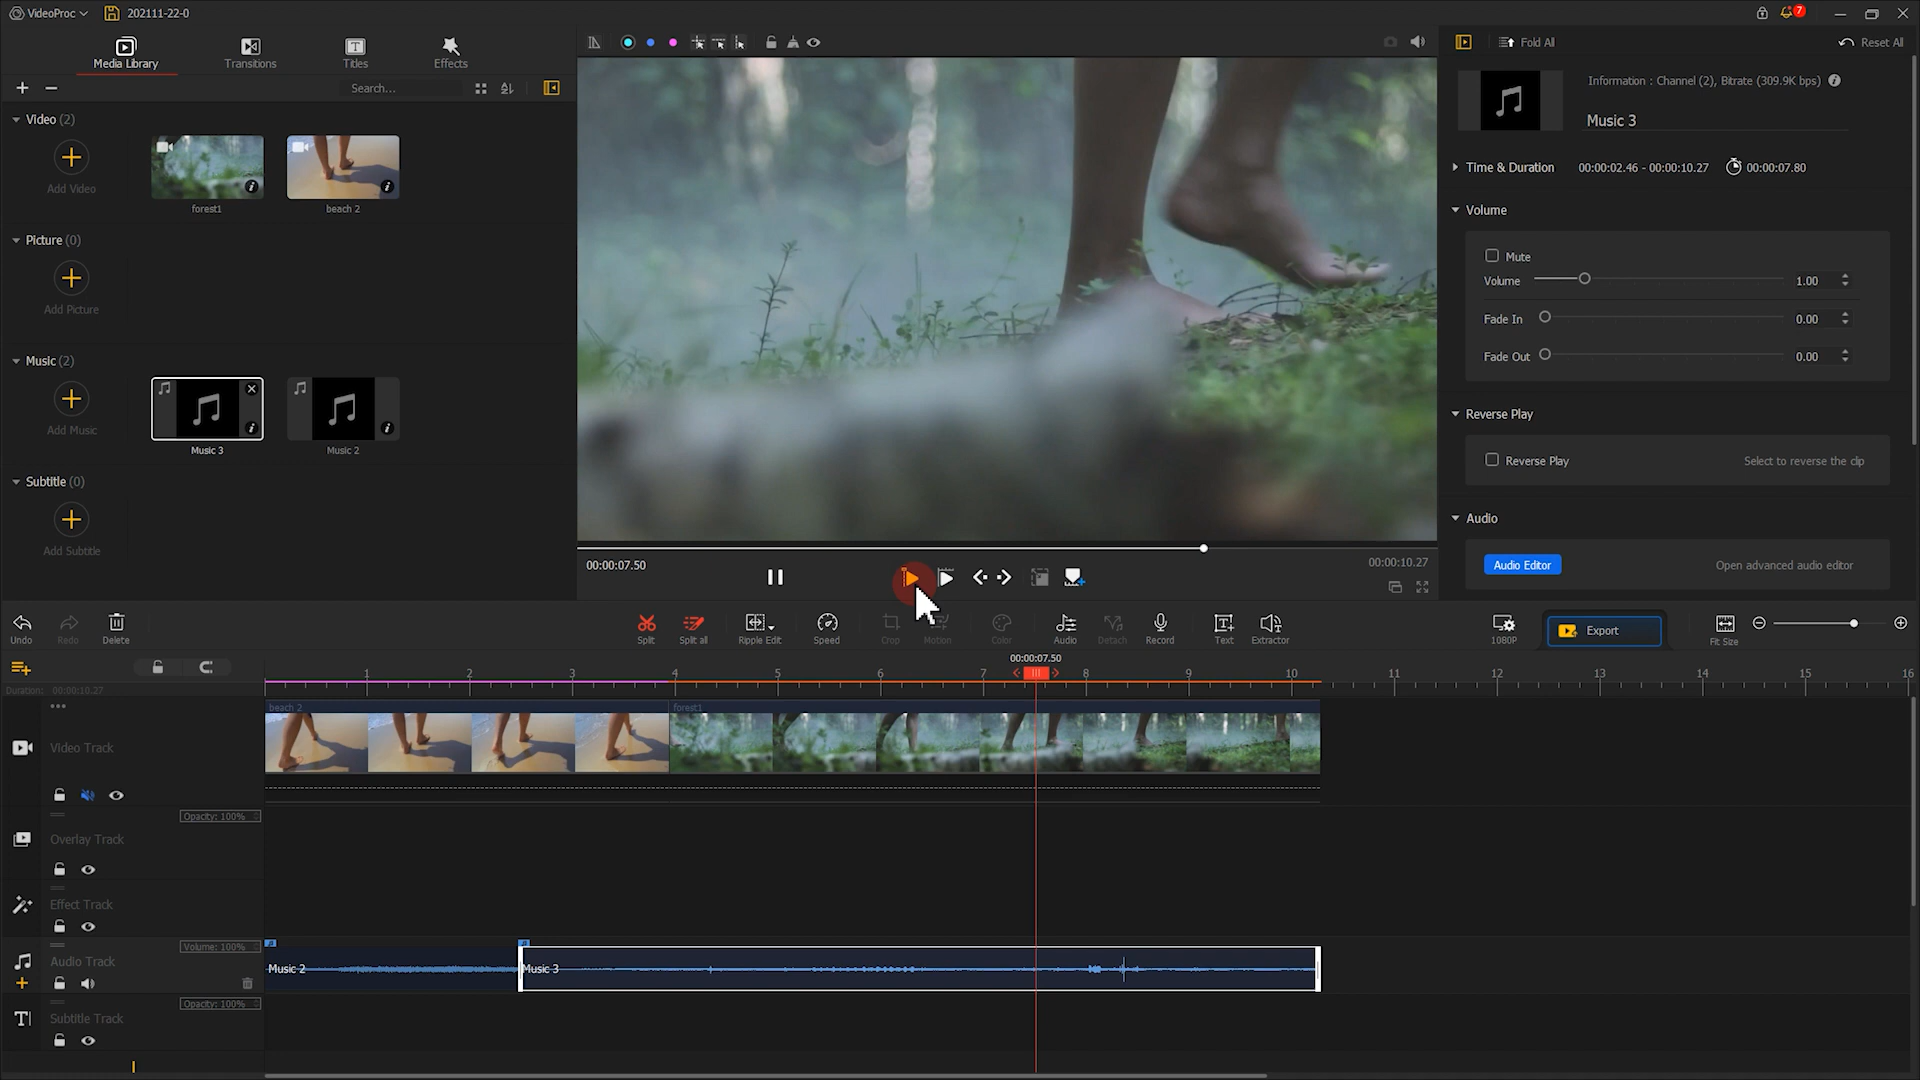 VideoProc
202111-22-0
7
Media Library
Transitions
Titles
Effects
Search...
Video (2)
Add Video
forest1
beach 2
Picture (0)
Add Picture
Music (2)
Add Music
Music 3
Music 2
Subtitle (0)
Add Subtitle
00:00:07.50
00:00:10.27
Fold All
Reset All
Information : Channel (2), Bitrate (309.9K bps)
Music 3
Time & Duration
00:00:02.46 - 00:00:10.27
00:00:07.80
Volume
Mute
Volume
1.00
Fade In
0.00
Fade Out
0.00
Reverse Play
Reverse Play
Select to reverse the clip
Audio
Audio Editor
Open advanced audio editor
Undo
Redo
Delete
Split
Split all
Ripple Edit
Speed
Crop
Motion
Color
Audio
Detach
Record
Text
Extractor
1080P
Export
Fit Size
00:00:07.50
1 2 3 4 5 6 7 8 9 10 11 12 13 14 15 16
Duration: 00:00:10.27
beach 2
forest1
Video Track
Opacity: 100%
Overlay Track
Effect Track
Volume: 100%
Audio Track
Music 2
Music 3
Opacity: 100%
Subtitle Track